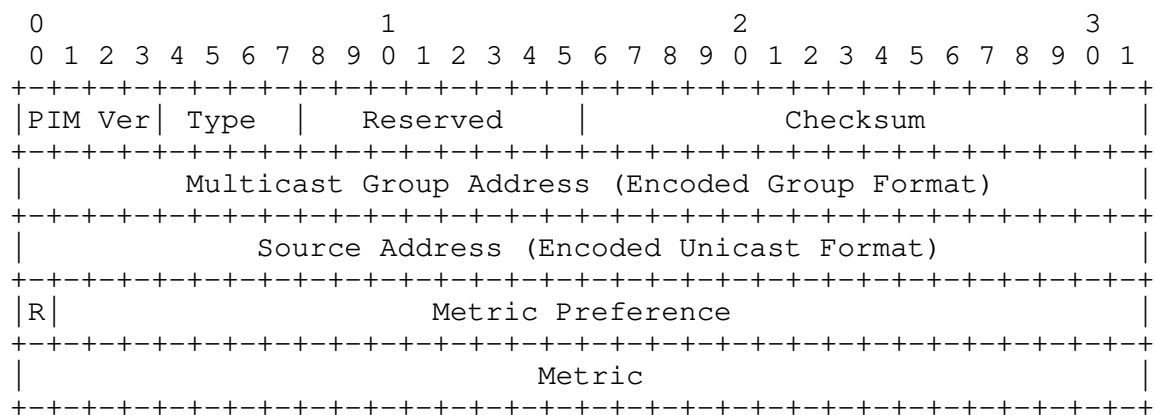 0                   1                   2                   3
 0 1 2 3 4 5 6 7 8 9 0 1 2 3 4 5 6 7 8 9 0 1 2 3 4 5 6 7 8 9 0 1
+-+-+-+-+-+-+-+-+-+-+-+-+-+-+-+-+-+-+-+-+-+-+-+-+-+-+-+-+-+-+-+-+
|PIM Ver| Type  |   Reserved    |           Checksum            |
+-+-+-+-+-+-+-+-+-+-+-+-+-+-+-+-+-+-+-+-+-+-+-+-+-+-+-+-+-+-+-+-+
|         Multicast Group Address (Encoded Group Format)        |
+-+-+-+-+-+-+-+-+-+-+-+-+-+-+-+-+-+-+-+-+-+-+-+-+-+-+-+-+-+-+-+-+
|             Source Address (Encoded Unicast Format)           |
+-+-+-+-+-+-+-+-+-+-+-+-+-+-+-+-+-+-+-+-+-+-+-+-+-+-+-+-+-+-+-+-+
|R|                     Metric Preference                       |
+-+-+-+-+-+-+-+-+-+-+-+-+-+-+-+-+-+-+-+-+-+-+-+-+-+-+-+-+-+-+-+-+
|                             Metric                            |
+-+-+-+-+-+-+-+-+-+-+-+-+-+-+-+-+-+-+-+-+-+-+-+-+-+-+-+-+-+-+-+-+